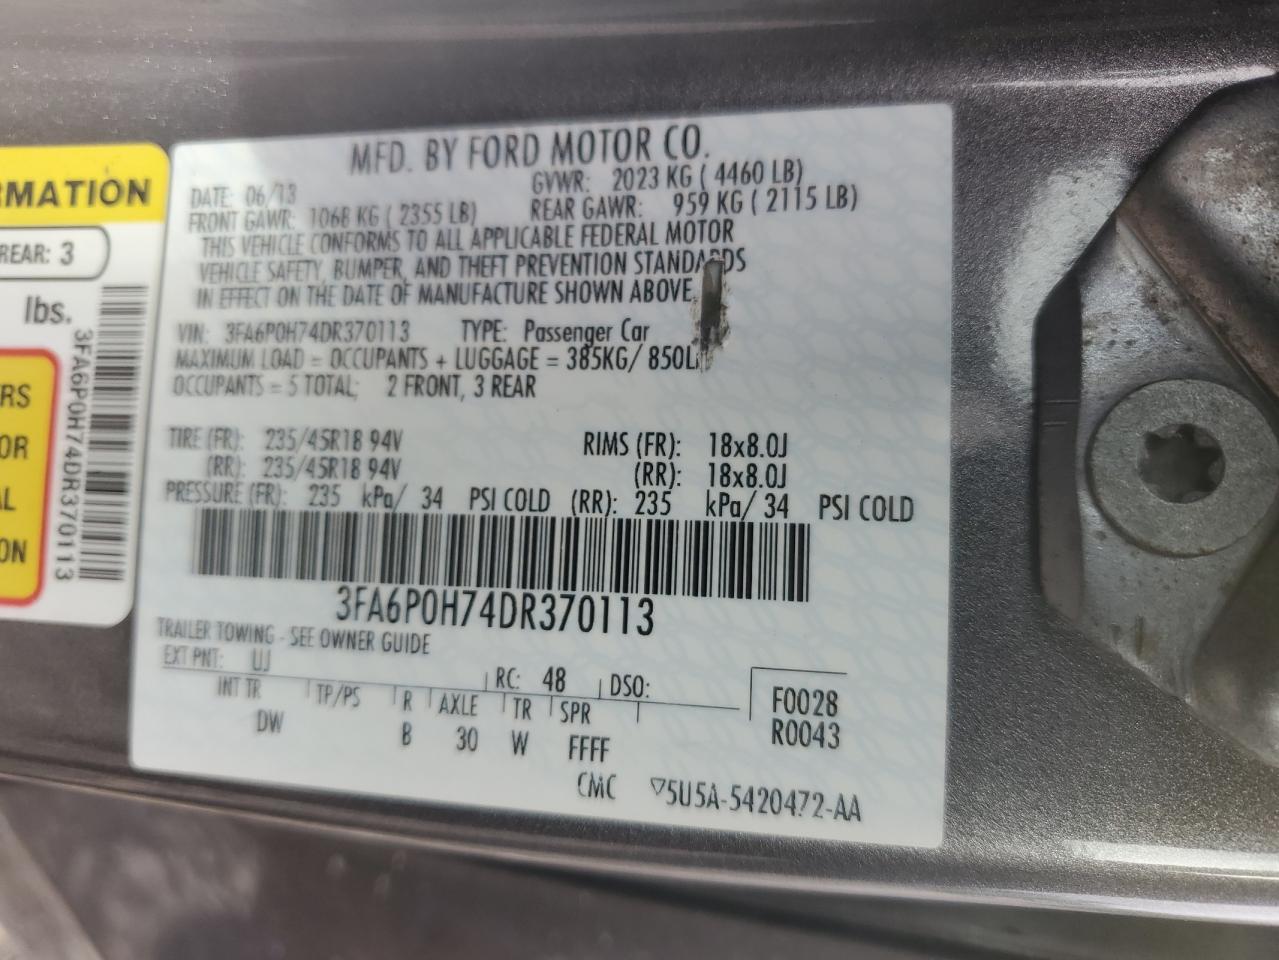 RMATION
REAR: 3
lbs.
RS
OR
AL
ON
3FA6P0H74DR370113
MFD. BY FORD MOTOR CO.
DATE: 06/13 GVWR: 2023 KG ( 4460 LB)
FRONT GAWR: 1068 KG ( 2355 LB) REAR GAWR: 959 KG ( 2115 LB)
THIS VEHICLE CONFORMS TO ALL APPLICABLE FEDERAL MOTOR
VEHICLE SAFETY, BUMPER, AND THEFT PREVENTION STANDARDS
IN EFFECT ON THE DATE OF MANUFACTURE SHOWN ABOVE
VIN: 3FA6P0H74DR370113 TYPE: Passenger Car
MAXIMUM LOAD = OCCUPANTS + LUGGAGE = 385KG/ 850L
OCCUPANTS = 5 TOTAL; 2 FRONT, 3 REAR
TIRE (FR): 235/45R18 94V RIMS (FR): 18x8.0J
(RR): 235/45R18 94V (RR): 18x8.0J
PRESSURE (FR): 235 kPa/ 34 PSI COLD (RR): 235 kPa/ 34 PSI COLD
3FA6P0H74DR370113
TRAILER TOWING - SEE OWNER GUIDE
EXT PNT: UJ RC: 48 DSO:
INT TR TP/PS R AXLE TR SPR F0028
DW B 30 W FFFF R0043
CMC ▽5U5A-5420472-AA